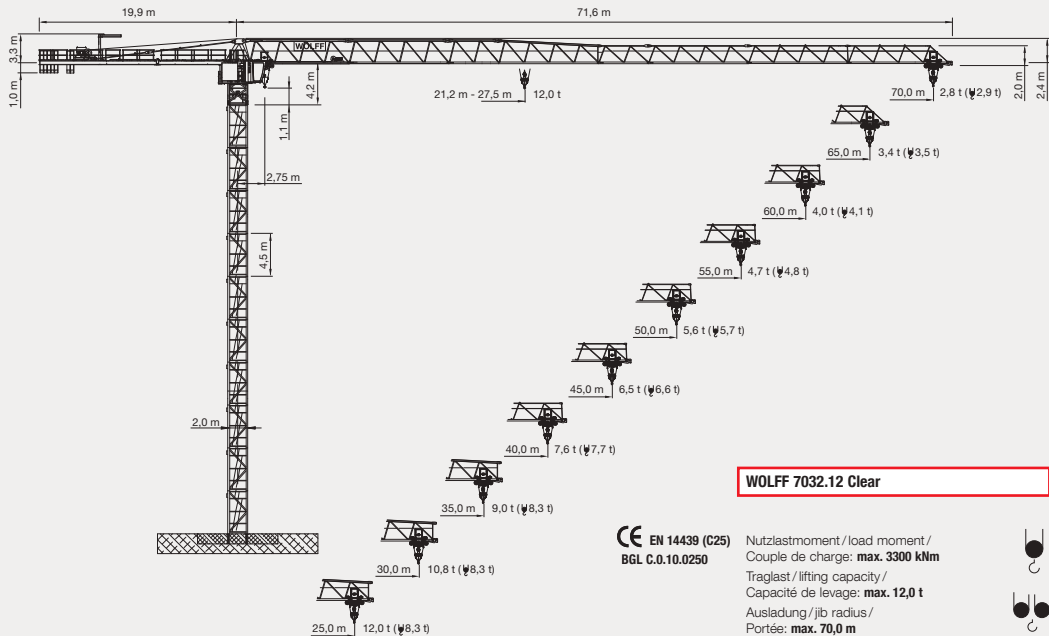 19,9 m
71,6 m
3,3 m
1,0 m
WOLFF
4,2 m
1,1 m
21,2 m - 27,5 m 12,0 t
2,0 m
2,4 m
70,0 m 2,8 t (2,9 t)
65,0 m 3,4 t (3,5 t)
2,75 m
60,0 m 4,0 t (4,1 t)
4,5 m
55,0 m 4,7 t (4,8 t)
50,0 m 5,6 t (5,7 t)
45,0 m 6,5 t (6,6 t)
2,0 m
40,0 m 7,6 t (7,7 t)
35,0 m 9,0 t (8,3 t)
30,0 m 10,8 t (8,3 t)
25,0 m 12,0 t (8,3 t)
WOLFF 7032.12 Clear
CE EN 14439 (C25)
BGL C.0.10.0250
Nutzlastmoment / load moment /
Couple de charge: max. 3300 kNm
Traglast / lifting capacity /
Capacité de levage: max. 12,0 t
Ausladung / jib radius /
Portée: max. 70,0 m